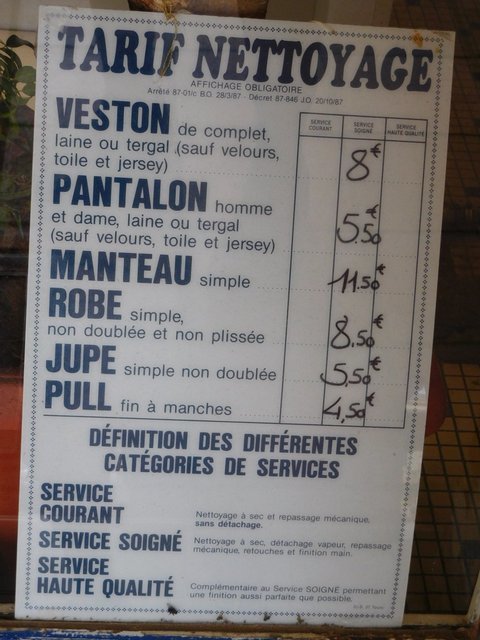 TARIF NETTOYAGE
AFFICHAGE OBLIGATOIRE
Arrêté 87-01/c B.O. 28/3/87 - Décret 87-846 J.O. 20/10/87
SERVICE COURANT
SERVICE SOIGNÉ
SERVICE HAUTE QUALITÉ
VESTON de complet,
laine ou tergal (sauf velours,
toile et jersey)
8€
PANTALON homme
et dame, laine ou tergal
(sauf velours, toile et jersey)
5.50€
MANTEAU simple
11.50€
ROBE simple,
non doublée et non plissée
8,50€
JUPE simple non doublée
5,50€
PULL fin à manches
4,50€
DÉFINITION DES DIFFÉRENTES
CATÉGORIES DE SERVICES
SERVICE
COURANT
Nettoyage à sec et repassage mécanique,
sans détachage.
SERVICE SOIGNÉ
Nettoyage à sec, détachage vapeur, repassage
mécanique, retouches et finition main.
SERVICE
HAUTE QUALITÉ
Complémentaire au Service SOIGNÉ permettant
une finition aussi parfaite que possible.